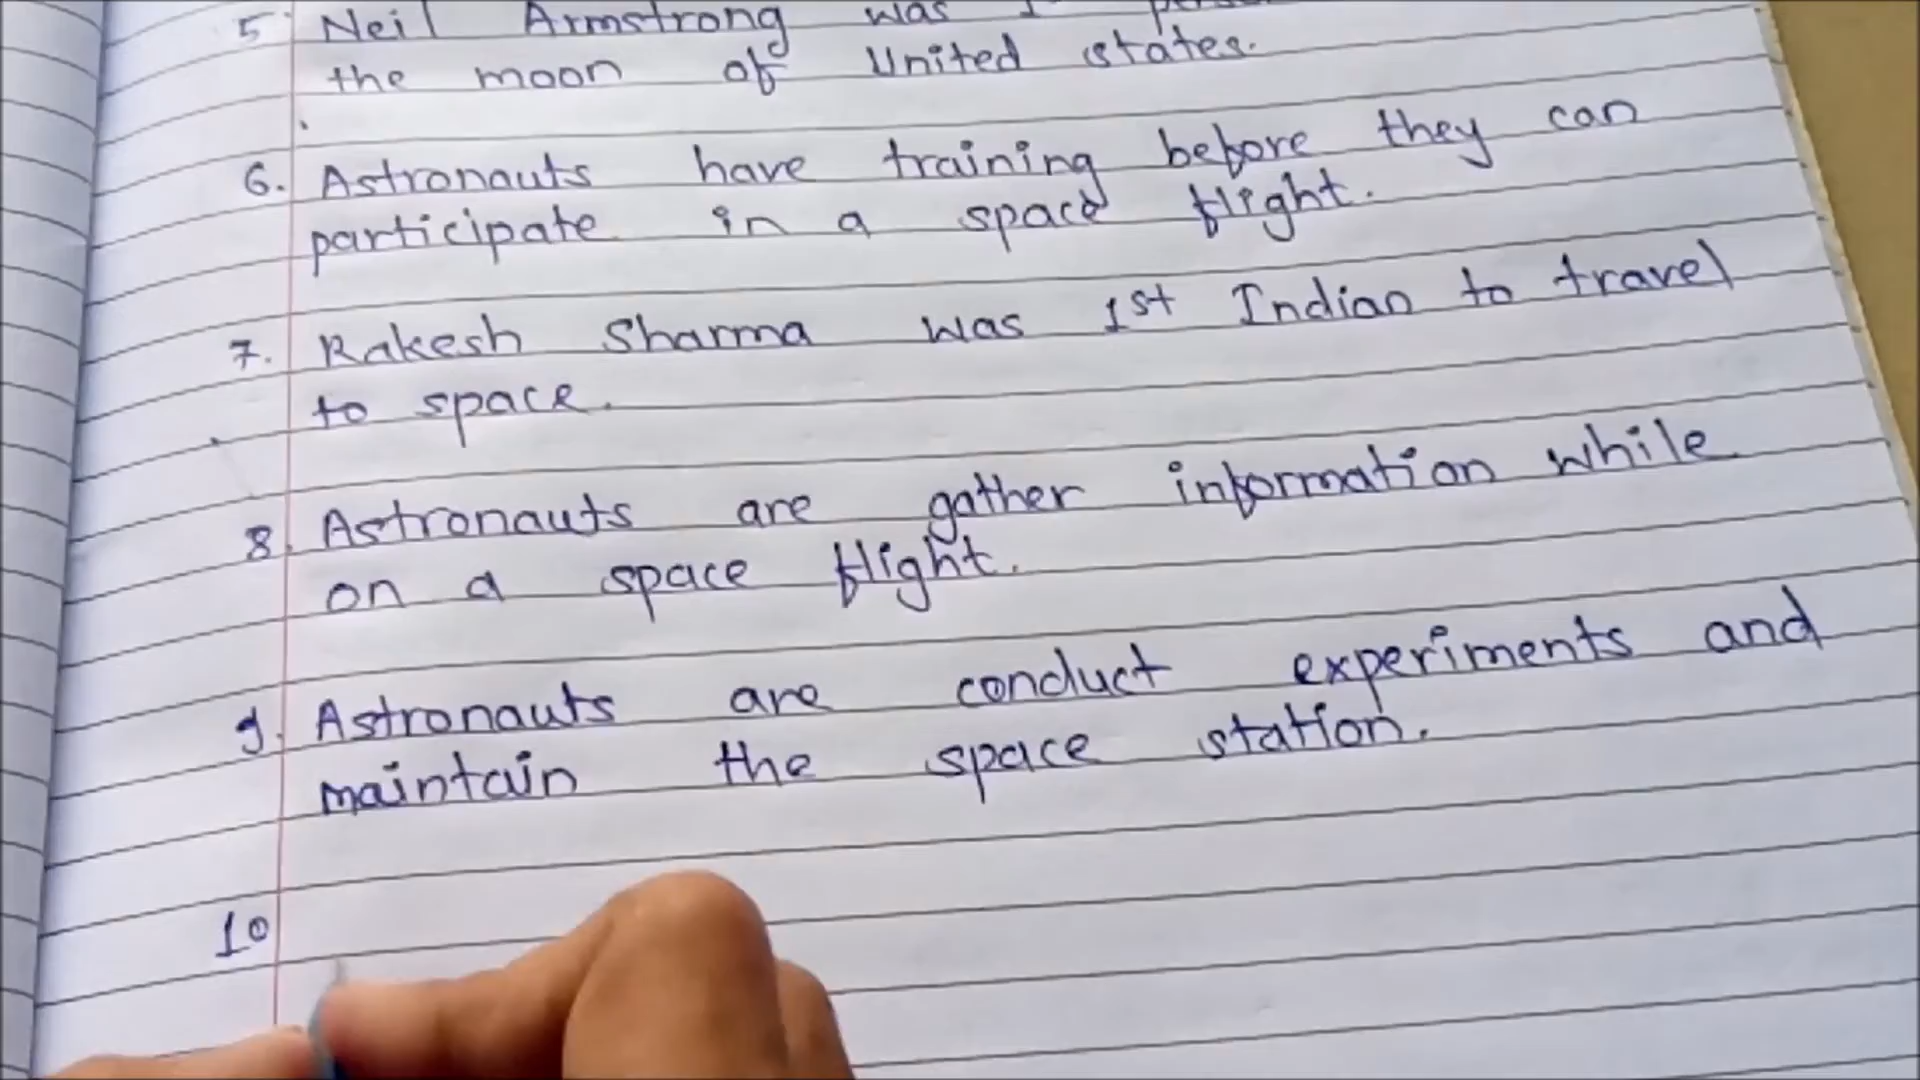 5. Neil Armstrong was 1
the moon of United states.
6. Astronauts have training before they can
participate in a space flight.
7. Rakesh Sharma was 1st Indian to travel
to space.
8. Astronauts are gather information while
on a space flight.
9. Astronauts are conduct experiments and
maintain the space station.
10